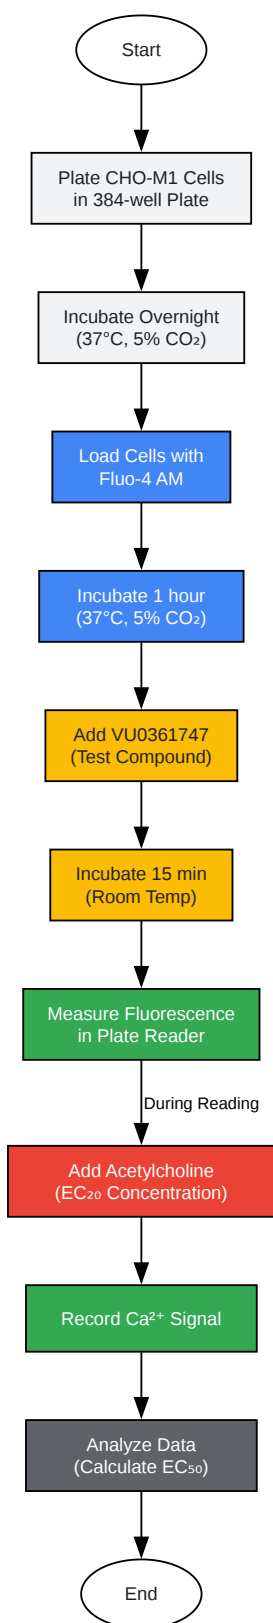 Start
Plate CHO-M1 Cells
in 384-well Plate
Incubate Overnight
(37°C, 5% CO₂)
Load Cells with
Fluo-4 AM
Incubate 1 hour
(37°C, 5% CO₂)
Add VU0361747
(Test Compound)
Incubate 15 min
(Room Temp)
Measure Fluorescence
in Plate Reader
During Reading
Add Acetylcholine
(EC₂₀ Concentration)
Record Ca²⁺ Signal
Analyze Data
(Calculate EC₅₀)
End